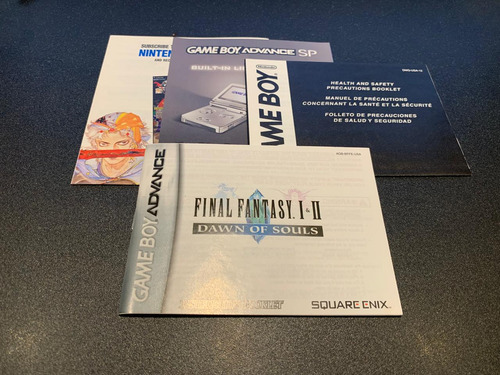 SUBSCRIBE
NINTEN
GAME BOY ADVANCE SP
BUILT-IN
Nintendo
GAME BOY
HEALTH AND SAFETY
PRECAUTIONS BOOKLET
MANUEL DE PRÉCAUTIONS
CONCERNANT LA SANTÉ ET LA SÉCURITÉ
FOLLETO DE PRECAUCIONES
DE SALUD Y SEGURIDAD
GAME BOY ADVANCE
FINAL FANTASY I & II
DAWN OF SOULS
SQUARE ENIX